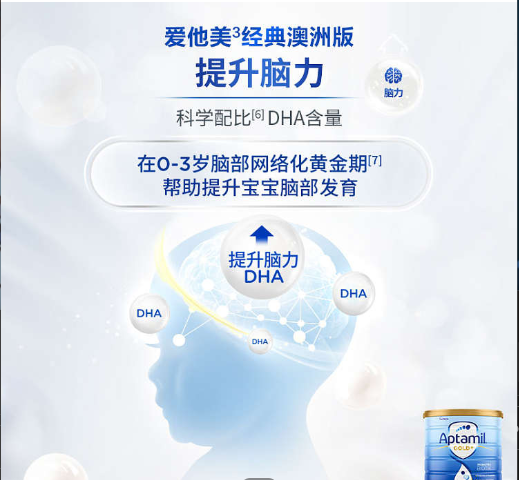 爱他美³经典澳洲版
提升脑力
脑力
科学配比[6]DHA含量
在0-3岁脑部网络化黄金期[7]
帮助提升宝宝脑部发育
提升脑力
DHA
DHA
DHA
DHA
Aptamil
GOLD+